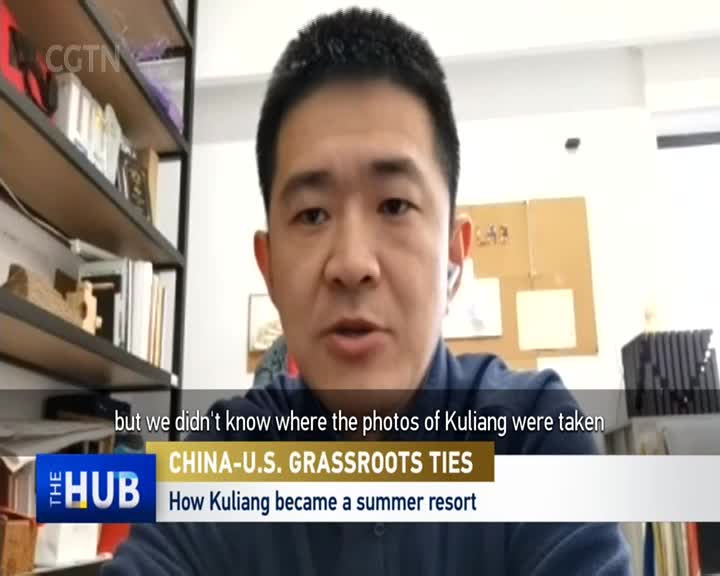 CGTN
but we didn't know where the photos of Kuliang were taken
THE HUB
CHINA-U.S. GRASSROOTS TIES
How Kuliang became a summer resort